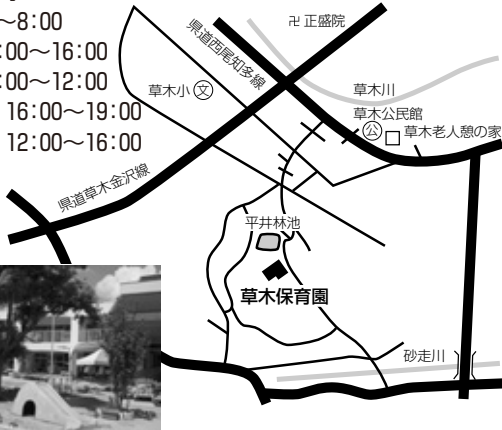 ～8:00
:00～16:00
:00～12:00
16:00～19:00
12:00～16:00
卍 正盛院
県道西尾知多線
草木小 文
草木川
草木公民館
公 草木老人憩の家
県道草木金沢線
平井林池
草木保育園
砂走川